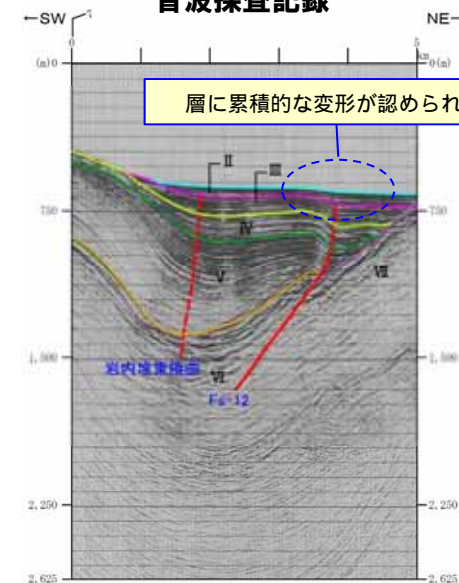 音波探査記録
←SW
NE
0
5
km
(m) 0
0 (m)
層に累積的な変形が認められ
II
III
750
750
IV
VII
V
1,500
1,500
岩内堆東撓曲
VI
Fs-12
2,250
2,250
2,625
2,625